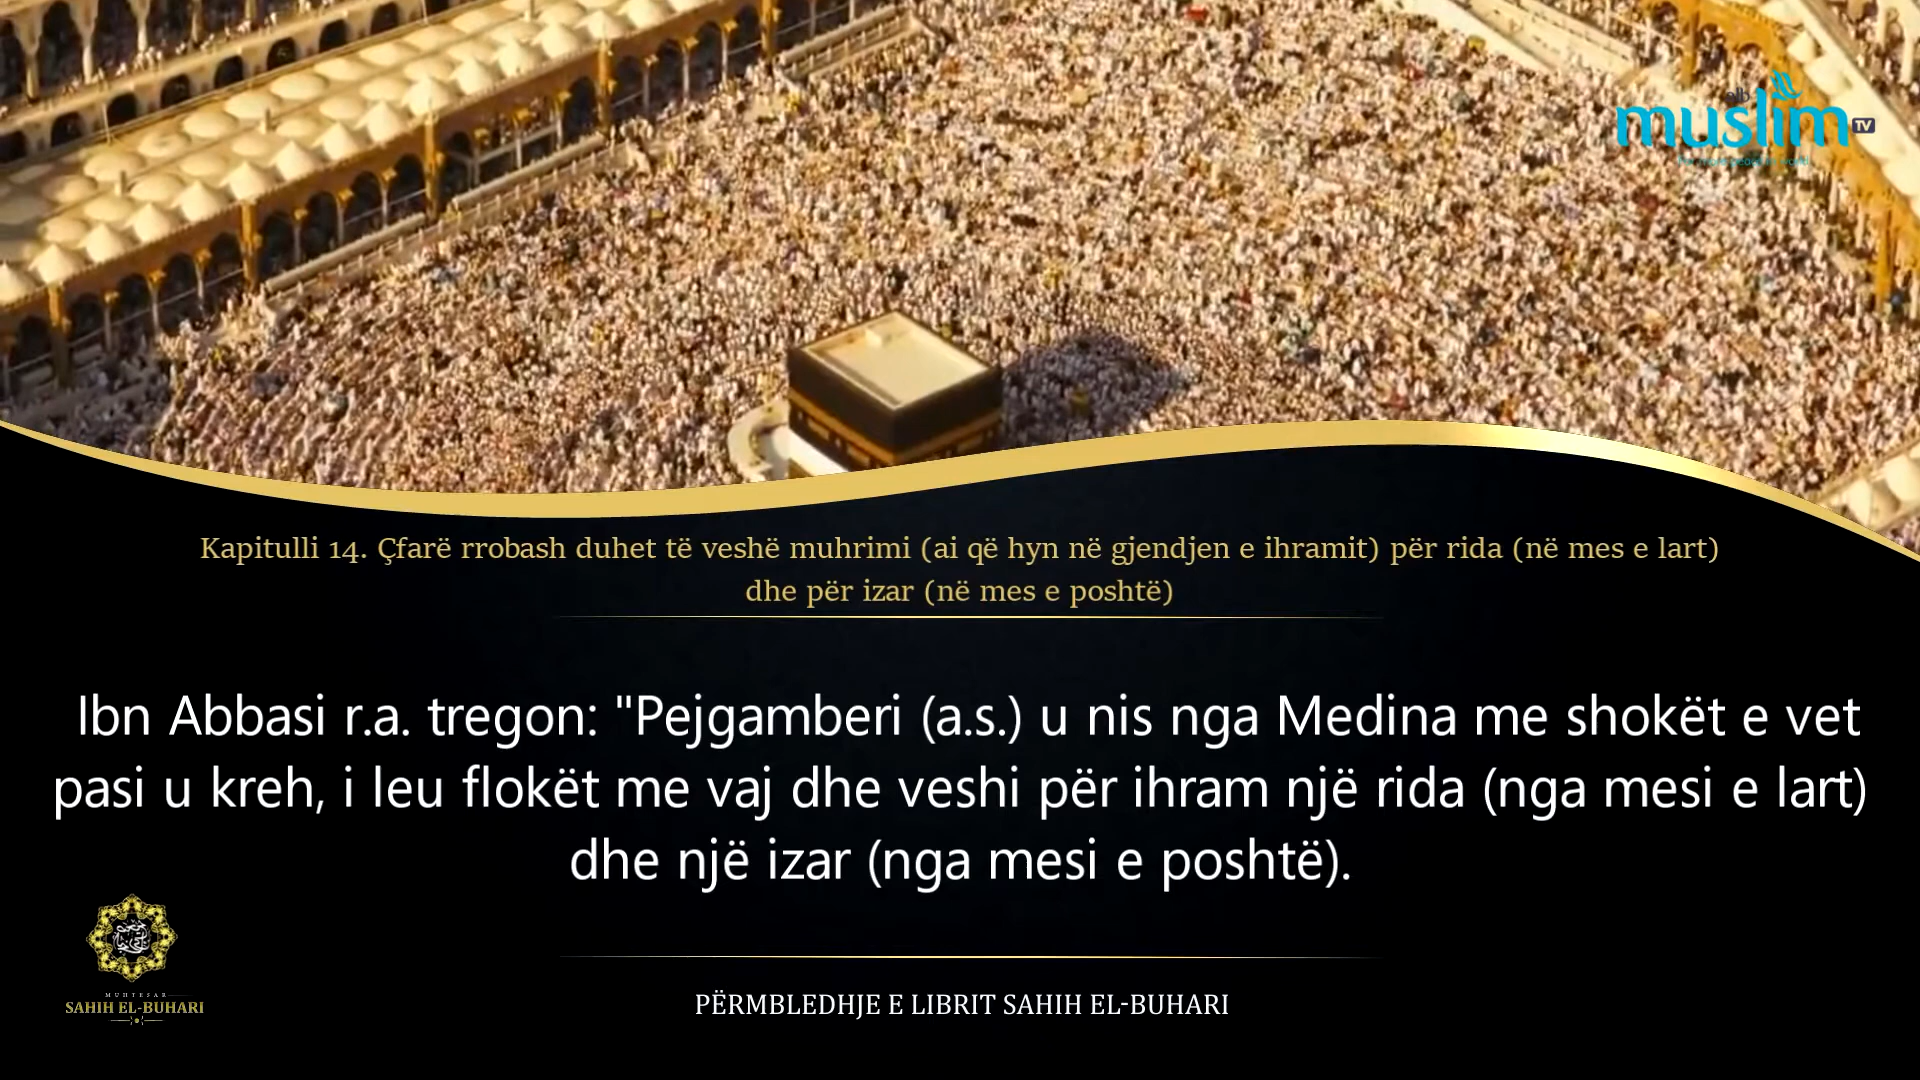 alb
muslim TV
Kapitulli 14. Çfarë rrobash duhet të veshë muhrimi (ai që hyn në gjendjen e ihramit) për rida (në mes e lart)
dhe për izar (në mes e poshtë)
Ibn Abbasi r.a. tregon: "Pejgamberi (a.s.) u nis nga Medina me shokët e vet
pasi u kreh, i leu flokët me vaj dhe veshi për ihram një rida (nga mesi e lart)
dhe një izar (nga mesi e poshtë).
MUHTESAR
SAHIH EL-BUHARI
PËRMBLEDHJE E LIBRIT SAHIH EL-BUHARI